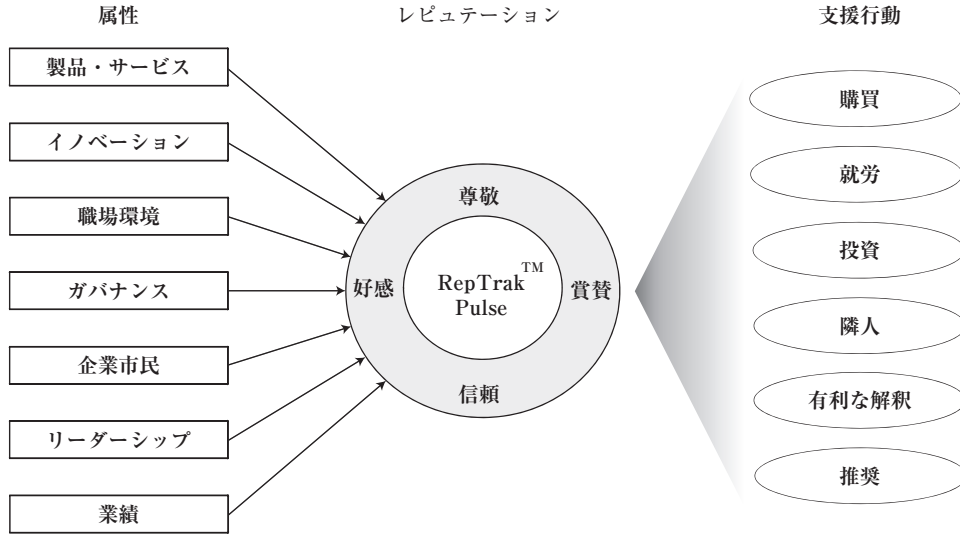 属性
レピュテーション
支援行動
製品・サービス
イノベーション
職場環境
ガバナンス
企業市民
リーダーシップ
業績
尊敬
好感
RepTrak™
Pulse
賞賛
信頼
購買
就労
投資
隣人
有利な解釈
推奨